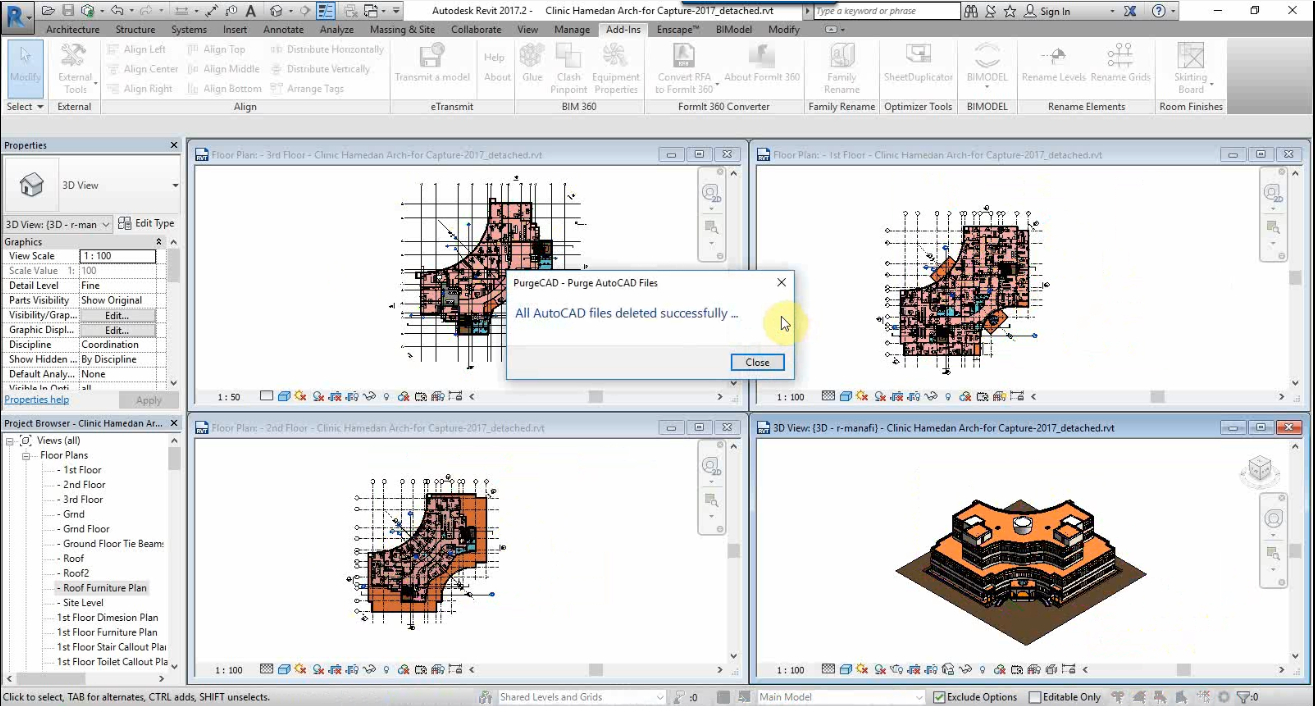 Autodesk Revit 2017.2 - Clinic Hamedan Arch-for Capture-2017_detached.rvt
Type a keyword or phrase
Sign In
Architecture Structure Systems Insert Annotate Analyze Massing & Site Collaborate View Manage Add-Ins Enscape™ BiModel Modify
Modify
External Tools
Align Left
Align Center
Align Right
Align Top
Align Middle
Align Bottom
Distribute Horizontally
Distribute Vertically
Arrange Tags
Transmit a model
Help
About
Glue
Clash Pinpoint
Equipment Properties
Convert RFA to FormIt 360
About FormIt 360
Family Rename
SheetDuplicator
BIMODEL
Rename Levels
Rename Grids
Skirting Board
Select External Align eTransmit BIM 360 FormIt 360 Converter Family Rename Optimizer Tools BIMODEL Rename Elements Room Finishes
Properties
3D View
3D View: {3D - r-man
Edit Type
Graphics
View Scale 1 : 100
Scale Value 1: 100
Detail Level Fine
Parts Visibility Show Original
Visibility/Grap... Edit...
Graphic Displ... Edit...
Discipline Coordination
Show Hidden ... By Discipline
Default Analy... None
Properties help
Apply
Project Browser - Clinic Hamedan Ar...
Views (all)
Floor Plans
- 1st Floor
- 2nd Floor
- 3rd Floor
- Grnd
- Grnd Floor
- Ground Floor Tie Beam
- Roof
- Roof2
- Roof Furniture Plan
- Site Level
1st Floor Dimesion Plan
1st Floor Furniture Plan
1st Floor Stair Callout Pla
1st Floor Toilet Callout Pla
Floor Plan: - 3rd Floor - Clinic Hamedan Arch-for Capture-2017_detached.rvt
2D
1 : 50
Floor Plan: - 1st Floor - Clinic Hamedan Arch-for Capture-2017_detached.rvt
2D
1 : 100
PurgeCAD - Purge AutoCAD Files
All AutoCAD files deleted successfully ...
Close
Floor Plan: - 2nd Floor - Clinic Hamedan Arch-for Capture-2017_detached.rvt
2D
1 : 100
3D View: {3D - r-manafi} - Clinic Hamedan Arch-for Capture-2017_detached.rvt
1 : 100
Click to select, TAB for alternates, CTRL adds, SHIFT unselects.
Shared Levels and Grids
:0
Main Model
Exclude Options
Editable Only
:0